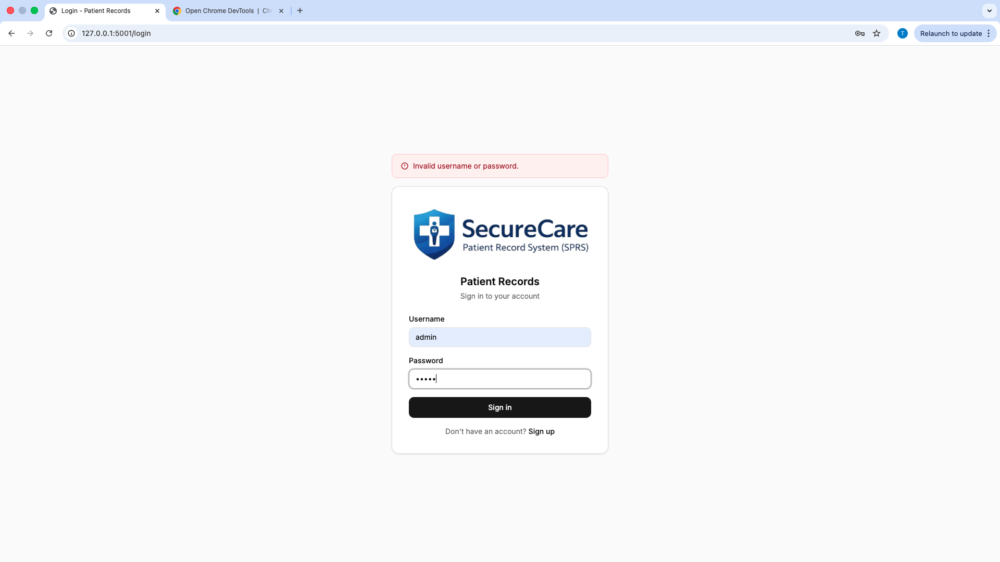 Login - Patient Records
Open Chrome DevTools | Ch
127.0.0.1:5001/login
T
Relaunch to update
Invalid username or password.
SecureCare
Patient Record System (SPRS)
Patient Records
Sign in to your account
Username
admin
Password
•••••
Sign in
Don't have an account? Sign up